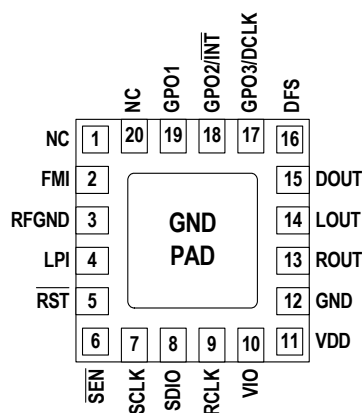 NC
GPO1
GPO2/INT
GPO3/DCLK
DFS
20
19
18
17
16
NC 1
FMI 2
RFGND 3
LPI 4
RST 5
15 DOUT
14 LOUT
13 ROUT
12 GND
11 VDD
GND
PAD
6
7
8
9
10
SEN
SCLK
SDIO
RCLK
VIO